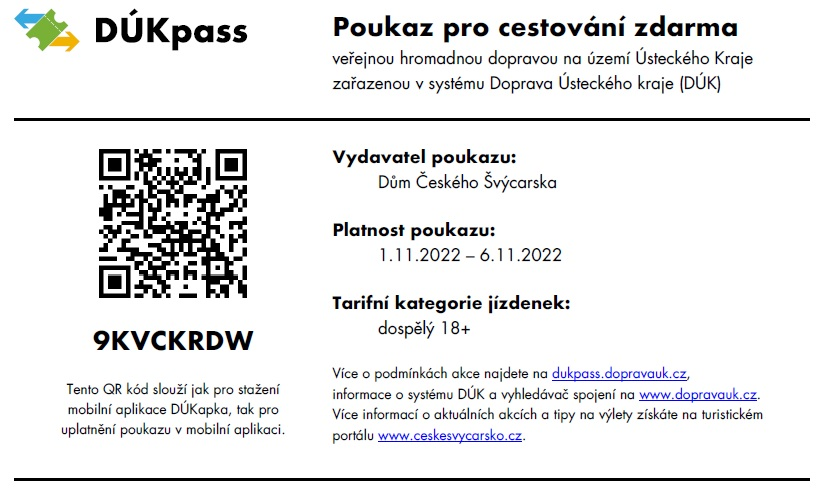 DÚKpass
Poukaz pro cestování zdarma
veřejnou hromadnou dopravou na území Ústeckého Kraje
zařazenou v systému Doprava Ústeckého kraje (DÚK)
9KVCKRDW
Tento QR kód slouží jak pro stažení
mobilní aplikace DÚKapka, tak pro
uplatnění poukazu v mobilní aplikaci.
Vydavatel poukazu:
Dům Českého Švýcarska
Platnost poukazu:
1.11.2022 – 6.11.2022
Tarifní kategorie jízdenek:
dospělý 18+
Více o podmínkách akce najdete na dukpass.dopravauk.cz,
informace o systému DÚK a vyhledávač spojení na www.dopravauk.cz.
Více informací o aktuálních akcích a tipy na výlety získáte na turistickém
portálu www.ceskesvycarsko.cz.